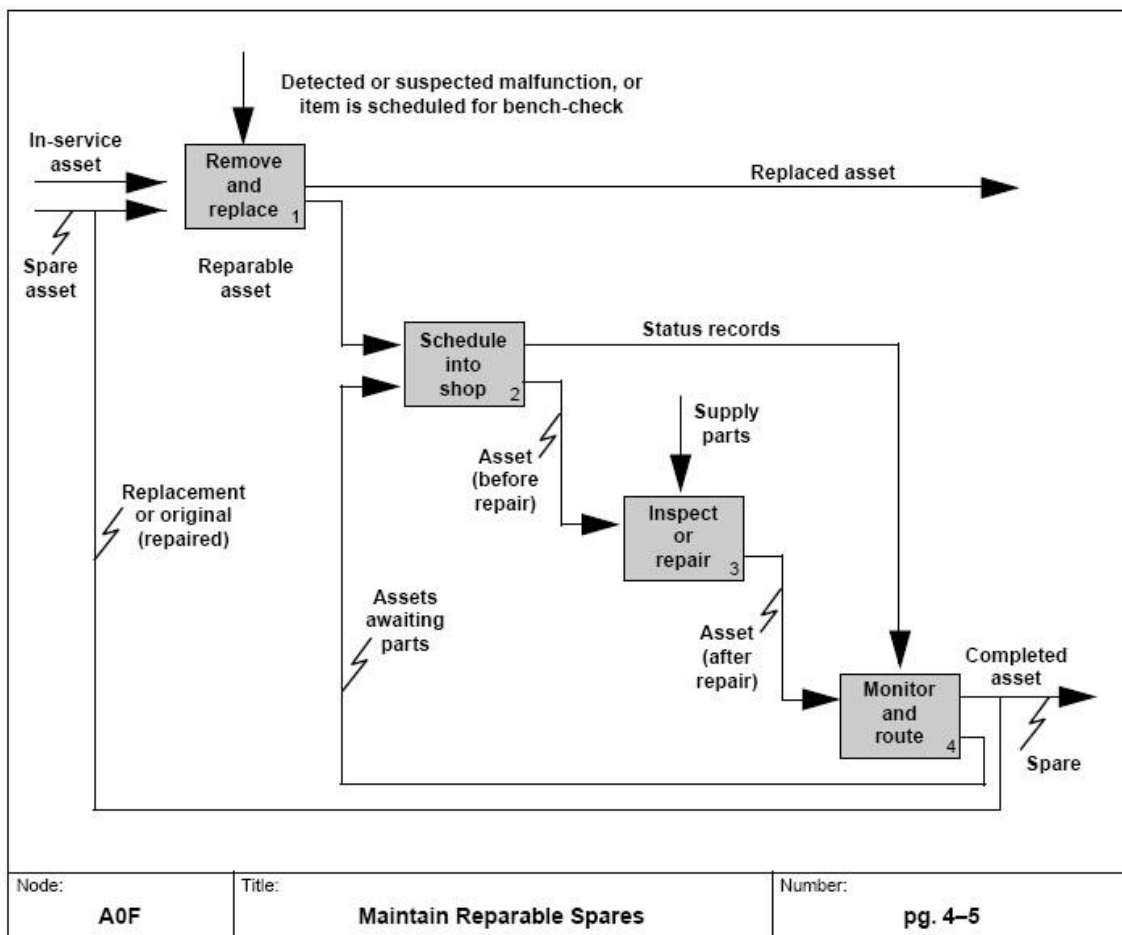 Detected or suspected malfunction, or
item is scheduled for bench-check
In-service
asset
Remove
and
replace
1
Replaced asset
Spare
asset
Reparable
asset
Schedule
into
shop
2
Status records
Supply
parts
Asset
(before
repair)
Replacement
or original
(repaired)
Inspect
or
repair
3
Assets
awaiting
parts
Asset
(after
repair)
Completed
asset
Monitor
and
route
4
Spare
Node:
A0F
Title:
Maintain Reparable Spares
Number:
pg. 4–5